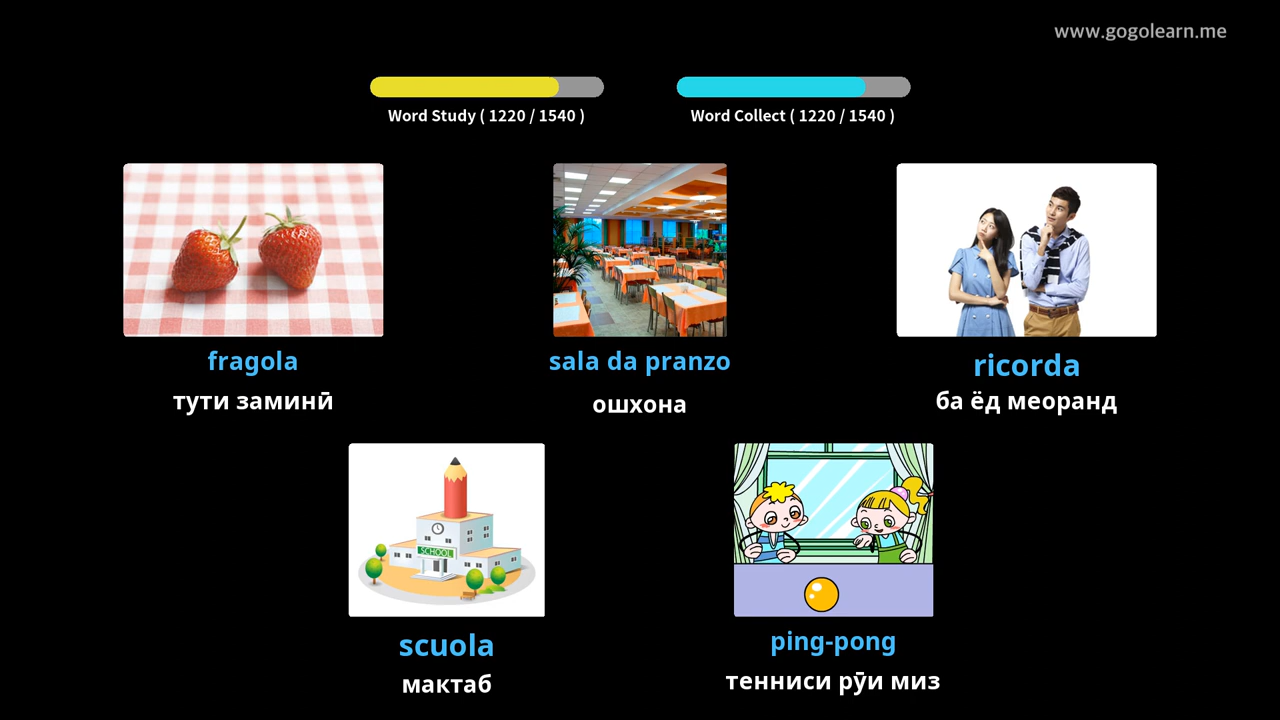 www.gogolearn.me
Word Study ( 1220 / 1540 )
Word Collect ( 1220 / 1540 )
fragola
тути заминӣ
sala da pranzo
ошхона
ricorda
ба ёд меоранд
SCHOOL
scuola
мактаб
ping-pong
тенниси рӯи миз